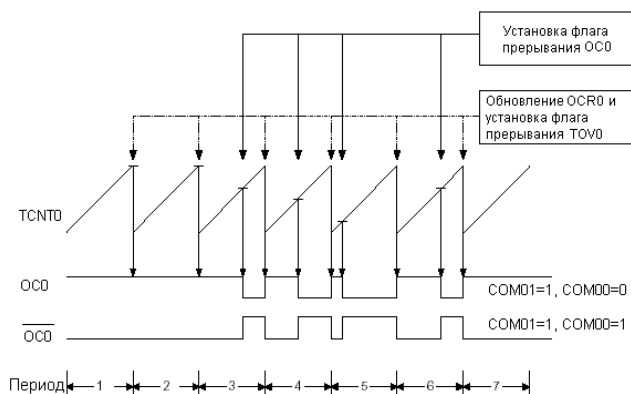 Установка флага
прерывания OC0
Обновление OCR0 и
установка флага
прерывания TOV0
TCNT0
OC0
COM01=1, COM00=0
OC0
COM01=1, COM00=1
Период 1 2 3 4 5 6 7